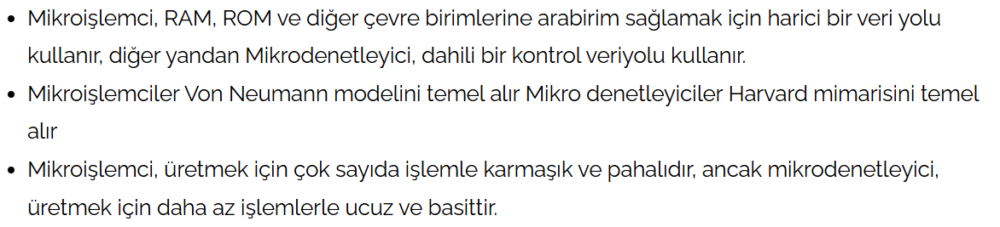 • Mikroişlemci, RAM, ROM ve diğer çevre birimlerine arabirim sağlamak için harici bir veri yolu
kullanır, diğer yandan Mikrodenetleyici, dahili bir kontrol veriyolu kullanır.
• Mikroişlemciler Von Neumann modelini temel alır Mikro denetleyiciler Harvard mimarisini temel
alır
• Mikroişlemci, üretmek için çok sayıda işlemle karmaşık ve pahalıdır, ancak mikrodenetleyici,
üretmek için daha az işlemlerle ucuz ve basittir.